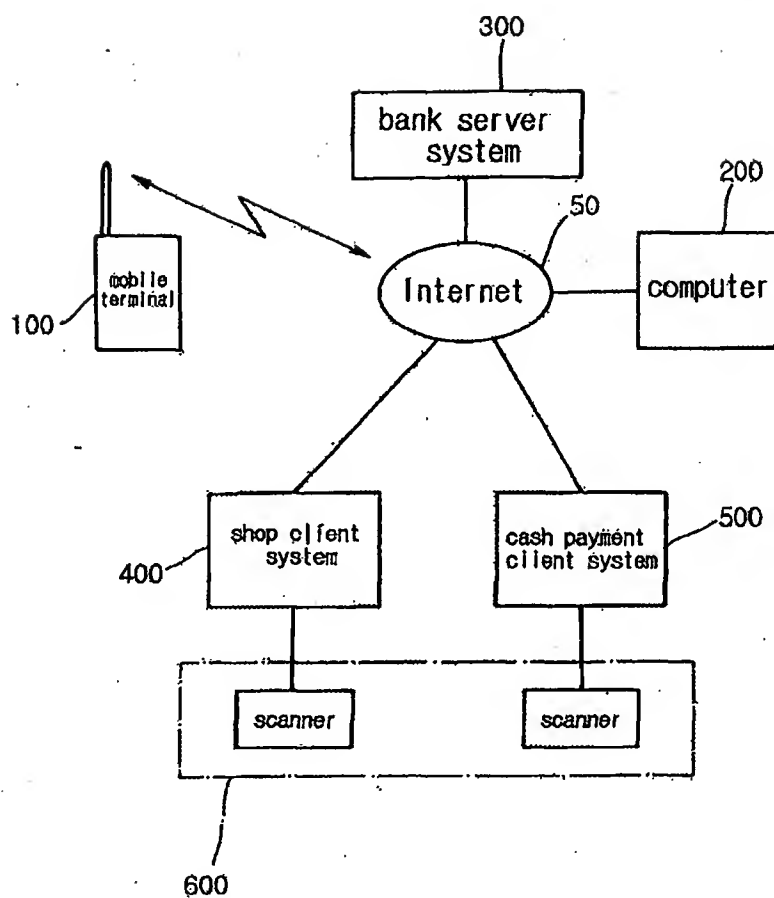 300
bank server
system
200
50
mobile
terminal
Internet
computer
100
shop client
system
cash payment
client system
500
400
scanner
scanner
600